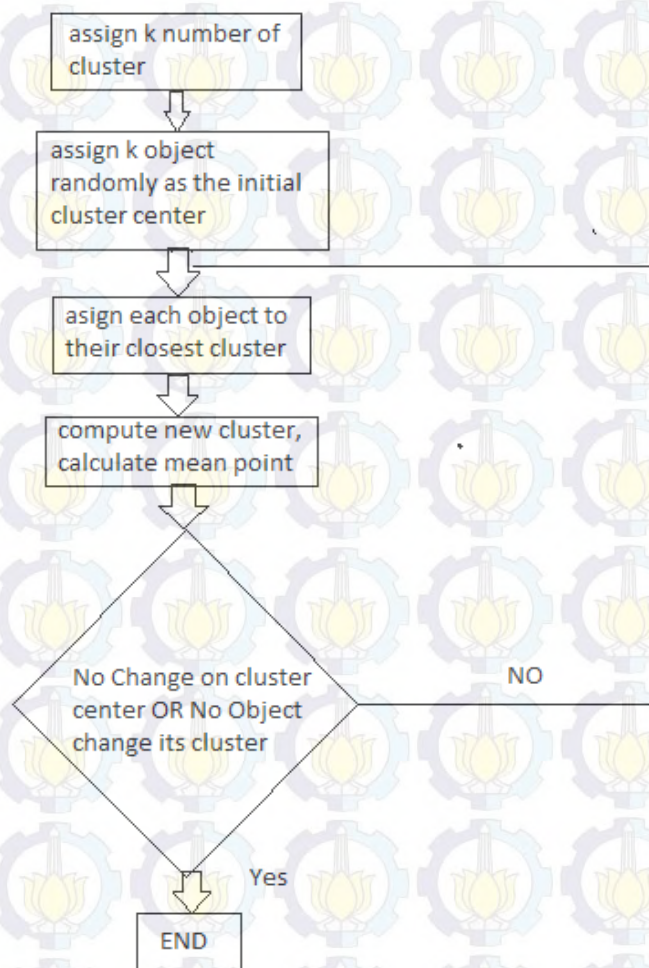 assign k number of
cluster
assign k object
randomly as the initial
cluster center
asign each object to
their closest cluster
compute new cluster,
calculate mean point
No Change on cluster
center OR No Object
change its cluster
NO
Yes
END